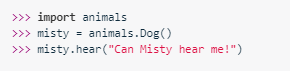 >>> import animals
>>> misty = animals.Dog()
>>> misty.hear("Can Misty hear me!")